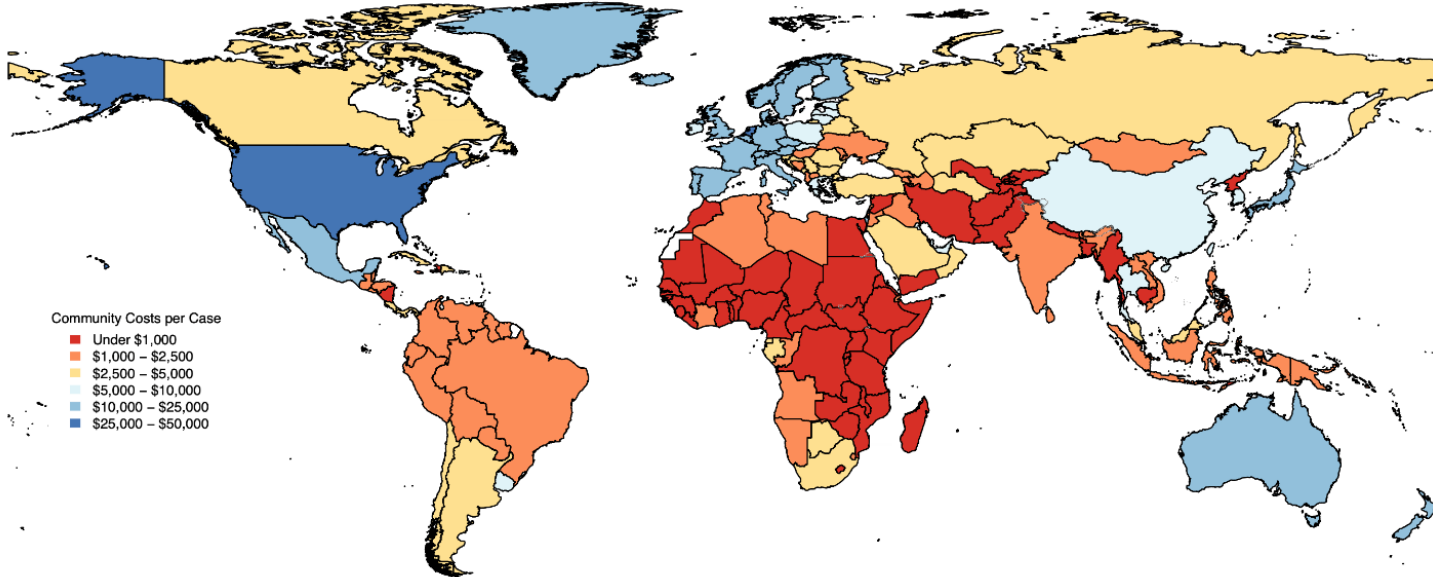 Community Costs per Case
Under $1,000
$1,000 – $2,500
$2,500 – $5,000
$5,000 – $10,000
$10,000 – $25,000
$25,000 – $50,000